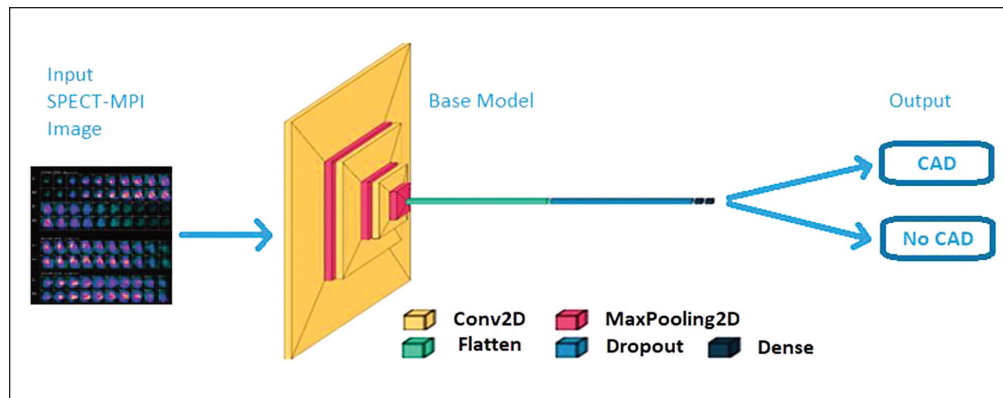 Input
SPECT-MPI
Image
Base Model
Output
CAD
No CAD
Conv2D
MaxPooling2D
Flatten
Dropout
Dense